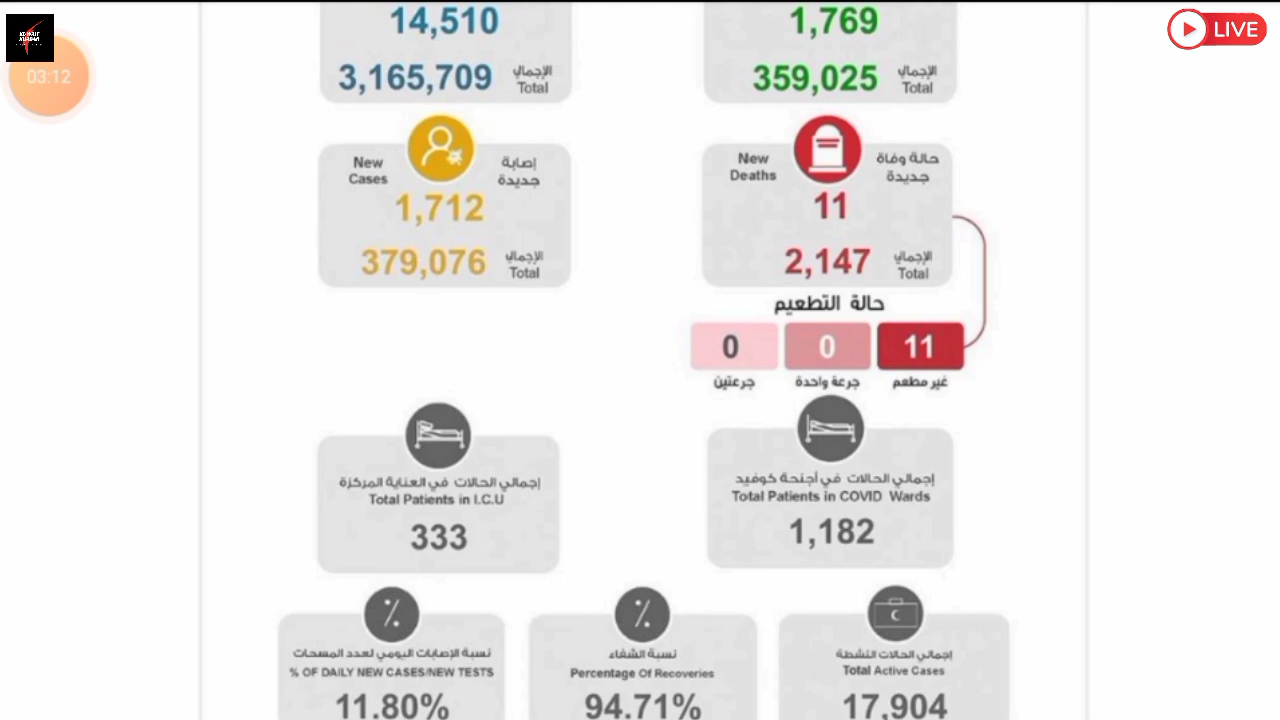 LIVE
03:12
14,510
3,165,709 الإجمالي
Total
1,769
359,025 الإجمالي
Total
New
Cases
إصابة
جديدة
1,712
379,076 الإجمالي
Total
New
Deaths
حالة وفاة
جديدة
11
2,147 الإجمالي
Total
حالة التطعيم
0 0 11
جرعتين جرعة واحدة غير مطعم
إجمالي الحالات في العناية المركزة
Total Patients in I.C.U
333
إجمالي الحالات في أجنحة كوفيد
Total Patients in COVID Wards
1,182
نسبة الإصابات اليومي لعدد المسحات
% OF DAILY NEW CASES/NEW TESTS
11.80%
نسبة الشفاء
Percentage Of Recoveries
94.71%
إجمالي الحالات النشطة
Total Active Cases
17,904